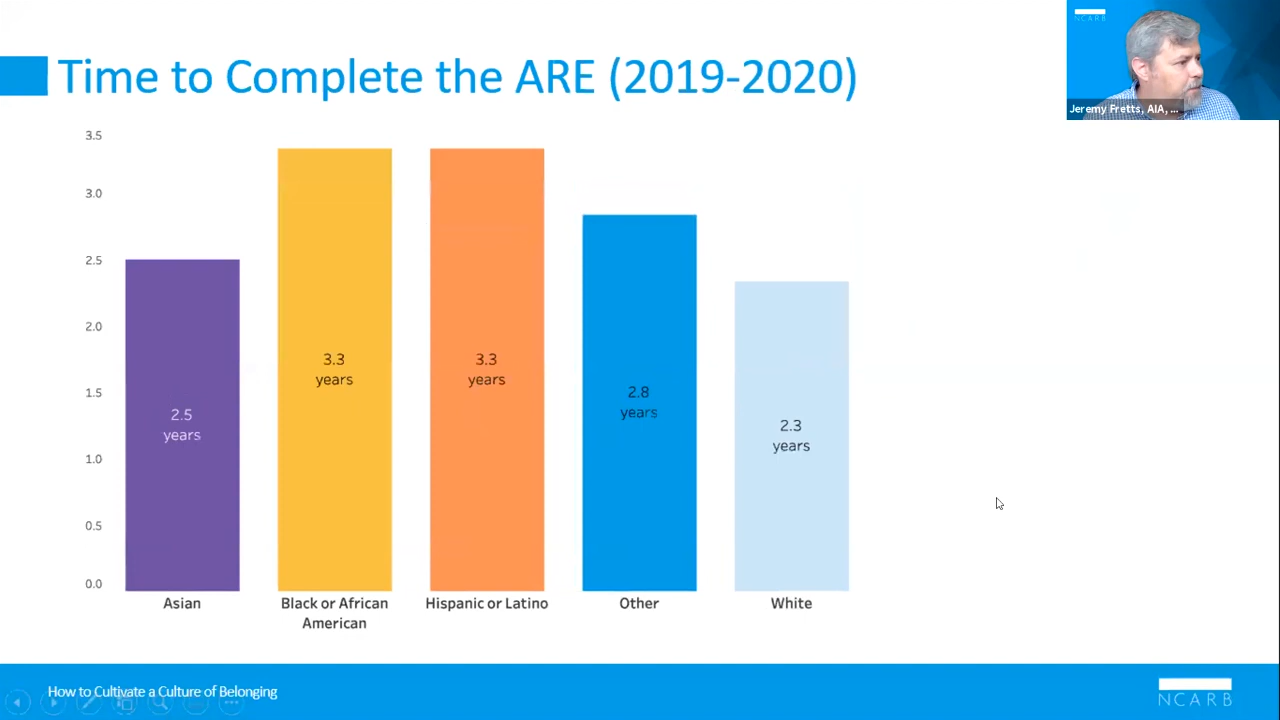 NCARB
Jeremy Fretts, AIA, ...
Time to Complete the ARE (2019-2020)
3.5
3.0
2.5
2.0
1.5
1.0
0.5
0.0
2.5
years
3.3
years
3.3
years
2.8
years
2.3
years
Asian
Black or African
American
Hispanic or Latino
Other
White
How to Cultivate a Culture of Belonging
NCARB